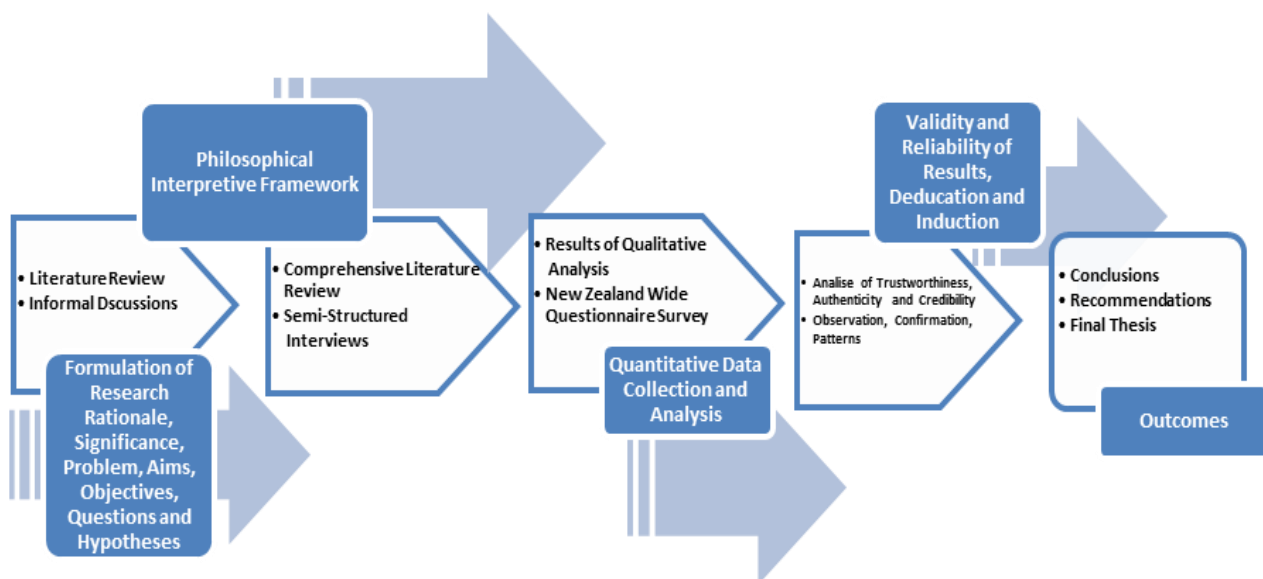 • Literature Review
• Informal Dscussions
Formulation of
Research
Rationale,
Significance,
Problem, Aims,
Objectives,
Questions and
Hypotheses
Philosophical
Interpretive Framework
• Comprehensive Literature
Review
• Semi-Structured
Interviews
• Results of Qualitative
Analysis
• New Zealand Wide
Questionnaire Survey
Quantitative Data
Collection and
Analysis
Validity and
Reliability of
Results,
Deducation and
Induction
• Analise of Trustworthiness,
Authenticity and Credibility
• Observation, Confirmation,
Patterns
• Conclusions
• Recommendations
• Final Thesis
Outcomes